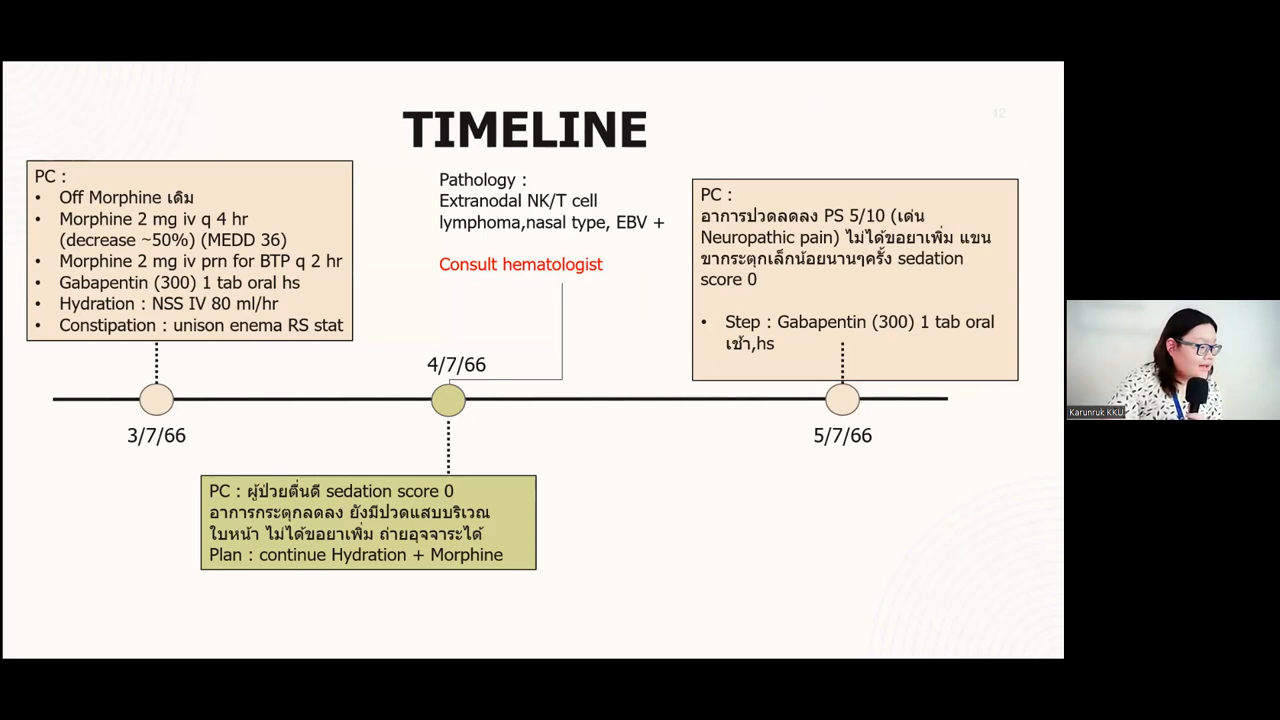 TIMELINE
42
PC :
• Off Morphine เดิม
• Morphine 2 mg iv q 4 hr
(decrease ~50%) (MEDD 36)
• Morphine 2 mg iv prn for BTP q 2 hr
• Gabapentin (300) 1 tab oral hs
• Hydration : NSS IV 80 ml/hr
• Constipation : unison enema RS stat
3/7/66
Pathology :
Extranodal NK/T cell
lymphoma,nasal type, EBV +
Consult hematologist
4/7/66
PC : ผู้ป่วยตื่นดี sedation score 0
อาการกระตุกลดลง ยังมีปวดแสบบริเวณ
ใบหน้า ไม่ได้ขอยาเพิ่ม ถ่ายอุจจาระได้
Plan : continue Hydration + Morphine
PC :
อาการปวดลดลง PS 5/10 (เด่น
Neuropathic pain) ไม่ได้ขอยาเพิ่ม แขน
ขากระตุกเล็กน้อยนานๆครั้ง sedation
score 0
• Step : Gabapentin (300) 1 tab oral
เช้า,hs
5/7/66
Karunruk KKU